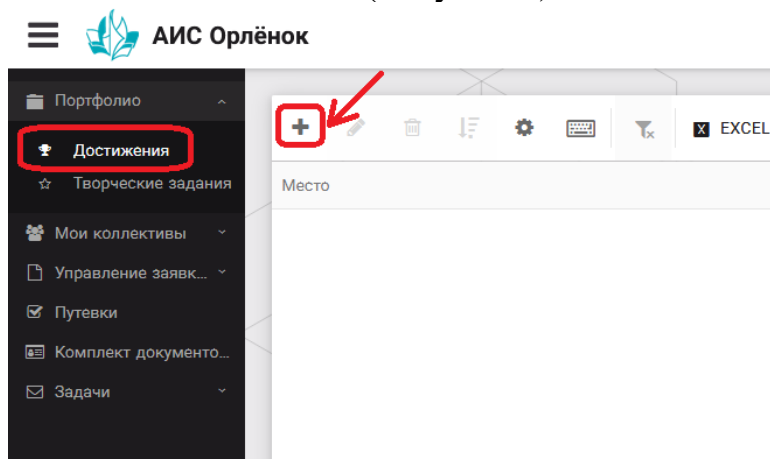 АИС Орлёнок
Портфолио
Достижения
Творческие задания
Мои коллективы
Управление заявк...
Путевки
Комплект документо...
Задачи
EXCEL
Место